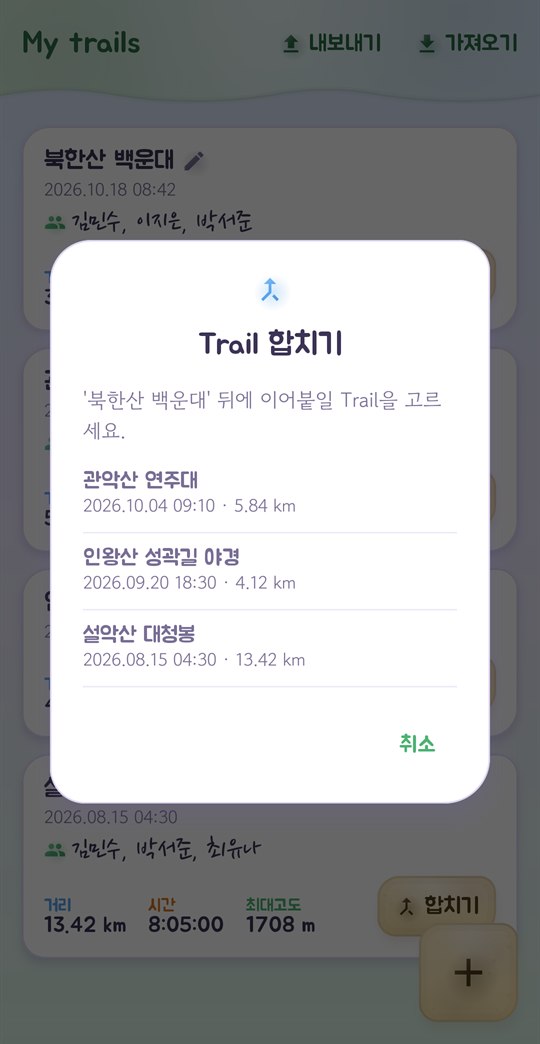 My trails
내보내기
가져오기
북한산 백운대
2026.10.18 08:42
김민수, 이지은, 박서준
Trail 합치기
'북한산 백운대' 뒤에 이어붙일 Trail을 고르
세요.
관악산 연주대
2026.10.04 09:10 · 5.84 km
인왕산 성곽길 야경
2026.09.20 18:30 · 4.12 km
설악산 대청봉
2026.08.15 04:30 · 13.42 km
취소
2026.08.15 04:30
김민수, 박서준, 최유나
거리 시간 최대고도
13.42 km 8:05:00 1708 m
합치기